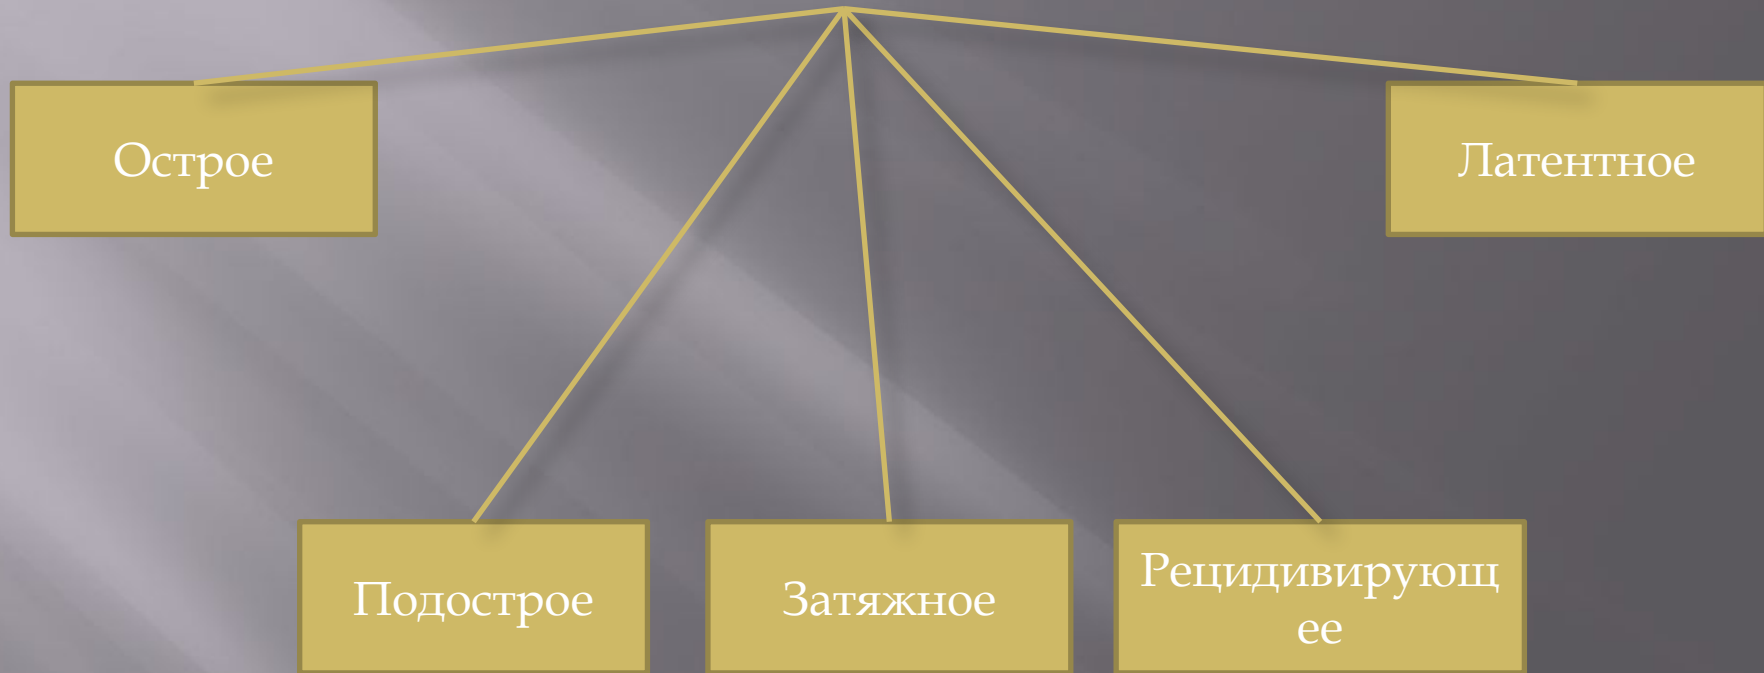 Острое
Латентное
Подострое
Затяжное
Рецидивирующ
ее